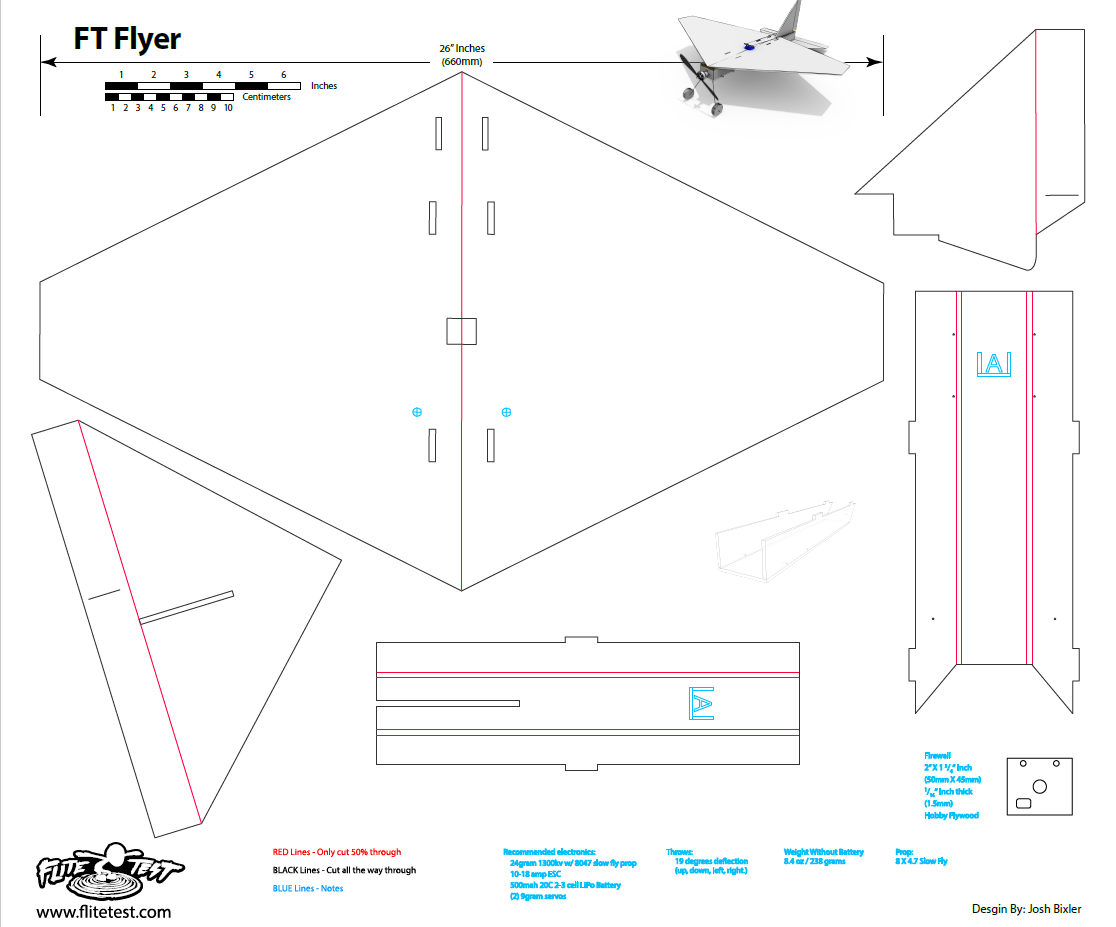 FT Flyer
26" Inches
(660mm)
1 2 3 4 5 6
Inches
Centimeters
1 2 3 4 5 6 7 8 9 10
A
A
Firewell
2" X 1 3/4" Inch
(50mm X 45mm)
1/16" Inch thick
(1.5mm)
Hobby Plywood
FLITE TEST
www.flitetest.com
RED Lines - Only cut 50% through
BLACK Lines - Cut all the way through
BLUE Lines - Notes
Recommended electronics:
24gram 1300kv w/ 8047 slow fly prop
10-18 amp ESC
500mah 20C 2-3 cell LiPo Battery
(2) 9gram servos
Throws:
19 degrees deflection
(up, down, left, right.)
Weight Without Battery
8.4 oz / 238 grams
Prop:
8 X 4.7 Slow Fly
Desgin By: Josh Bixler